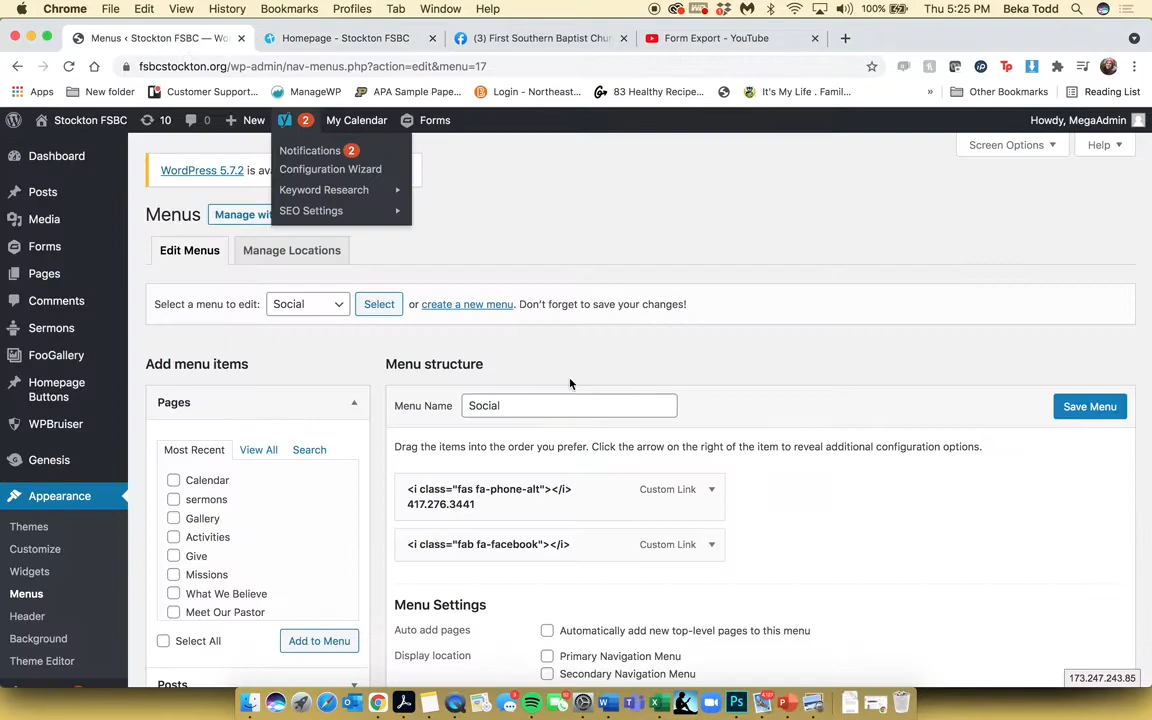 Chrome File Edit View History Bookmarks Profiles Tab Window Help 100% Thu 5:25 PM Beka Todd
Menus ‹ Stockton FSBC — Wo
Homepage - Stockton FSBC
(3) First Southern Baptist Chur
Form Export - YouTube
fsbcstockton.org/wp-admin/nav-menus.php?action=edit&menu=17
Apps New folder Customer Support... ManageWP APA Sample Pape... Login - Northeast... 83 Healthy Recipe... It's My Life . Fami... » Other Bookmarks Reading List
Stockton FSBC 10 0 New 2 My Calendar Forms Howdy, MegaAdmin
Notifications 2
Configuration Wizard
Keyword Research
SEO Settings
Screen Options Help
WordPress 5.7.2 is ava
Menus Manage wit
Edit Menus Manage Locations
Select a menu to edit: Social Select or create a new menu. Don't forget to save your changes!
Dashboard
Posts
Media
Forms
Pages
Comments
Sermons
FooGallery
Homepage
Buttons
WPBruiser
Genesis
Appearance
Themes
Customize
Widgets
Menus
Header
Background
Theme Editor
Add menu items
Pages
Most Recent View All Search
Calendar
sermons
Gallery
Activities
Give
Missions
What We Believe
Meet Our Pastor
Select All Add to Menu
Posts
Menu structure
Menu Name Social Save Menu
Drag the items into the order you prefer. Click the arrow on the right of the item to reveal additional configuration options.
<i class="fas fa-phone-alt"></i> Custom Link
417.276.3441
<i class="fab fa-facebook"></i> Custom Link
Menu Settings
Auto add pages Automatically add new top-level pages to this menu
Display location Primary Navigation Menu
Secondary Navigation Menu
173.247.243.85